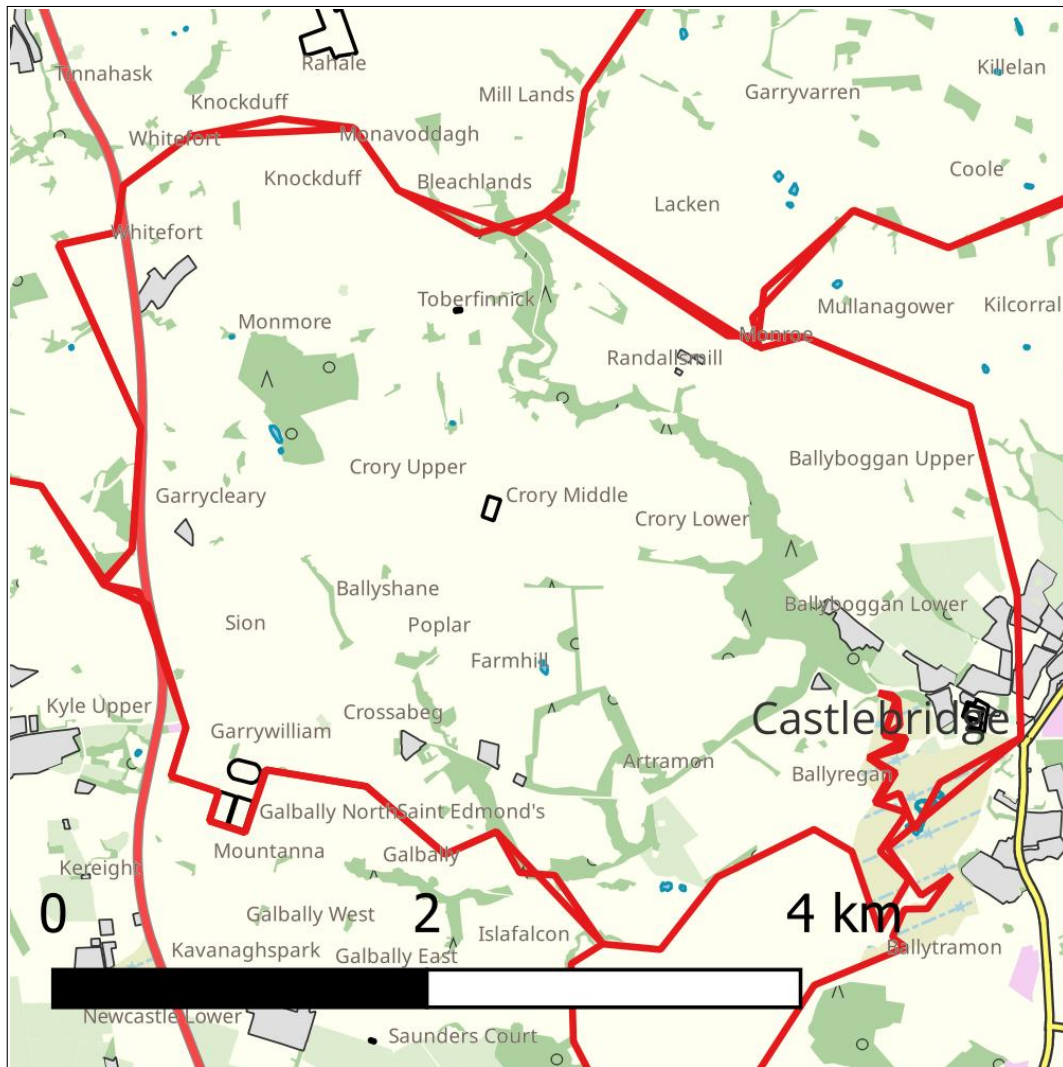 Tinnahask
Rahale
Killelan
Knockduff
Mill Lands
Garryvarren
Whitefort
Monavoddagh
Knockduff
Bleachlands
Coole
Lacken
Whitefort
Toberfinnick
Mullanagower
Kilcorral
Monmore
Monroe
Randallsmill
Crory Upper
Ballyboggan Upper
Garrycleary
Crory Middle
Crory Lower
Ballyshane
Ballyboggan Lower
Sion
Poplar
Farmhill
Kyle Upper
Crossabeg
Castlebridge
Garrywilliam
Artramon
Ballyregan
Galbally North
Saint Edmond's
Mountanna
Galbally
Kereight
0
2
4 km
Galbally West
Islafalcon
Kavanaghspark
Galbally East
Ballytramon
Newcastle Lower
Saunders Court